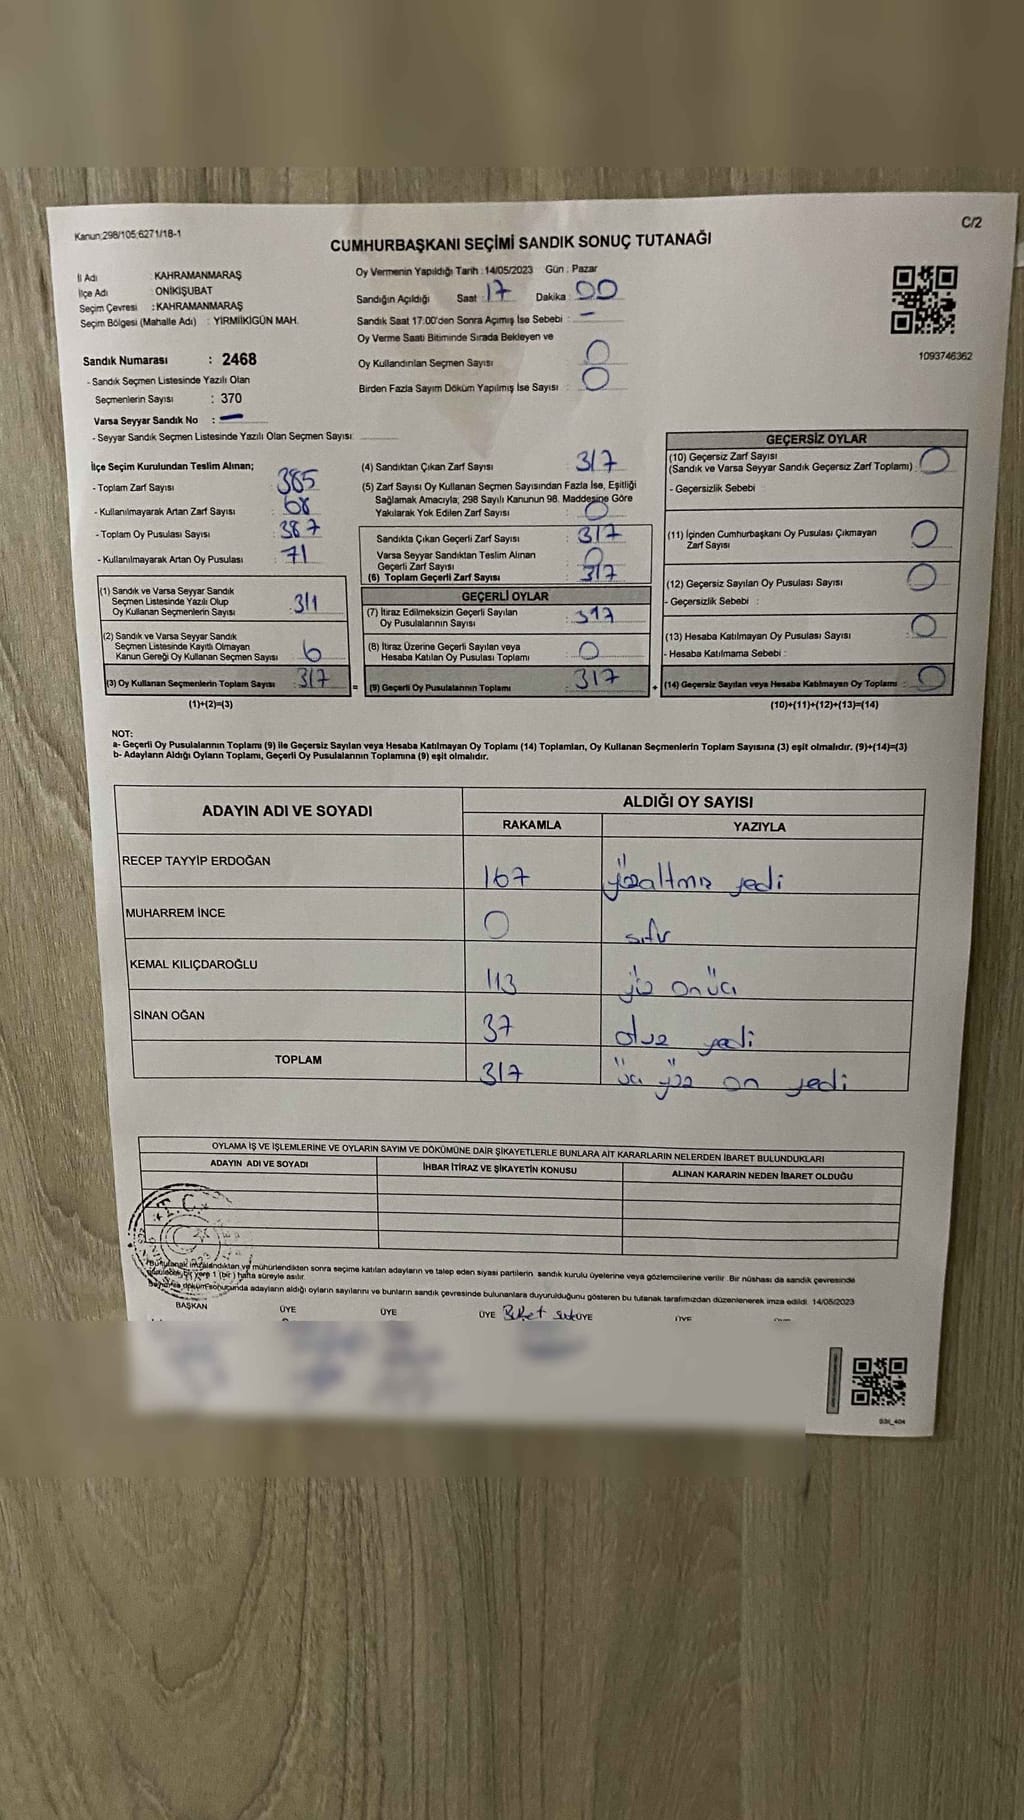 Kanun;298/105;6271/18-1
C/2
CUMHURBAŞKANI SEÇİMİ SANDIK SONUÇ TUTANAĞI
İl Adı : KAHRAMANMARAŞ
İlçe Adı : ONİKİŞUBAT
Seçim Çevresi : KAHRAMANMARAŞ
Seçim Bölgesi (Mahalle Adı) : YİRMİİKİGÜN MAH.
Sandık Numarası : 2468
- Sandık Seçmen Listesinde Yazılı Olan
Seçmenlerin Sayısı : 370
Varsa Seyyar Sandık No : -
- Seyyar Sandık Seçmen Listesinde Yazılı Olan Seçmen Sayısı:
Oy Vermenin Yapıldığı Tarih : 14/05/2023 Gün : Pazar
Sandığın Açıldığı Saat : 17 Dakika : 00
Sandık Saat 17:00'den Sonra Açımış İse Sebebi : -
Oy Verme Saati Bitiminde Sırada Bekleyen ve
Oy Kullandırılan Seçmen Sayısı : 0
Birden Fazla Sayım Döküm Yapılmış İse Sayısı : 0
1093746362
İlçe Seçim Kurulundan Teslim Alınan;
- Toplam Zarf Sayısı : 385
- Kullanılmayarak Artan Zarf Sayısı : 68
- Toplam Oy Pusulası Sayısı : 387
- Kullanılmayarak Artan Oy Pusulası : 71
(1) Sandık ve Varsa Seyyar Sandık
Seçmen Listesinde Yazılı Olup
Oy Kullanan Seçmenlerin Sayısı : 311
(2) Sandık ve Varsa Seyyar Sandık
Seçmen Listesinde Kayıtlı Olmayan
Kanun Gereği Oy Kullanan Seçmen Sayısı : 6
(3) Oy Kullanan Seçmenlerin Toplam Sayısı : 317
(1)+(2)=(3)
(4) Sandıktan Çıkan Zarf Sayısı : 317
(5) Zarf Sayısı Oy Kullanan Seçmen Sayısından Fazla İse, Eşitliği
Sağlamak Amacıyla; 298 Sayılı Kanunun 98. Maddesine Göre
Yakılarak Yok Edilen Zarf Sayısı : 0
Sandıkta Çıkan Geçerli Zarf Sayısı : 317
Varsa Seyyar Sandıktan Teslim Alınan
Geçerli Zarf Sayısı : 0
(6) Toplam Geçerli Zarf Sayısı : 317
GEÇERLİ OYLAR
(7) İtiraz Edilmeksizin Geçerli Sayılan
Oy Pusulalarının Sayısı : 317
(8) İtiraz Üzerine Geçerli Sayılan veya
Hesaba Katılan Oy Pusulası Toplamı : 0
= (9) Geçerli Oy Pusulalarının Toplamı : 317
GEÇERSİZ OYLAR
(10) Geçersiz Zarf Sayısı
(Sandık ve Varsa Seyyar Sandık Geçersiz Zarf Toplamı) : 0
- Geçersizlik Sebebi :
(11) İçinden Cumhurbaşkanı Oy Pusulası Çıkmayan
Zarf Sayısı : 0
(12) Geçersiz Sayılan Oy Pusulası Sayısı : 0
- Geçersizlik Sebebi :
(13) Hesaba Katılmayan Oy Pusulası Sayısı : 0
- Hesaba Katılmama Sebebi :
+ (14) Geçersiz Sayılan veya Hesaba Katılmayan Oy Toplamı : 0
(10)+(11)+(12)+(13)=(14)
NOT:
a- Geçerli Oy Pusulalarının Toplamı (9) ile Geçersiz Sayılan veya Hesaba Katılmayan Oy Toplamı (14) Toplamları, Oy Kullanan Seçmenlerin Toplam Sayısına (3) eşit olmalıdır. (9)+(14)=(3)
b- Adayların Aldığı Oyların Toplamı, Geçerli Oy Pusulalarının Toplamına (9) eşit olmalıdır.
ADAYIN ADI VE SOYADI ALDIĞI OY SAYISI
RAKAMLA YAZIYLA
RECEP TAYYİP ERDOĞAN 167 yüzaltmış yedi
MUHARREM İNCE 0 sıfır
KEMAL KILIÇDAROĞLU 113 yüz onüç
SİNAN OĞAN 37 otuz yedi
TOPLAM 317 üç yüz on yedi
OYLAMA İŞ VE İŞLEMLERİNE VE OYLARIN SAYIM VE DÖKÜMÜNE DAİR ŞİKAYETLERLE BUNLARA AİT KARARLARIN NELERDEN İBARET BULUNDUKLARI
ADAYIN ADI VE SOYADI İHBAR İTİRAZ VE ŞİKAYETİN KONUSU ALINAN KARARIN NEDEN İBARET OLDUĞU
T.C.
Bu tutanak imzalandıktan ve mühürlendikten sonra seçime katılan adayların ve talep eden siyasi partilerin sandık kurulu üyelerine veya gözlemcilerine verilir. Bir nüshası da sandık çevresinde
yere 1 (bir) hafta süreyle asılır.
döküm sonucunda adayların aldığı oyların sayılarını ve bunların sandık çevresinde bulunanlara duyurulduğunu gösteren bu tutanak tarafımızdan düzenlenerek imza edildi. 14/05/2023
BAŞKAN ÜYE ÜYE ÜYE ÜYE ÜYE